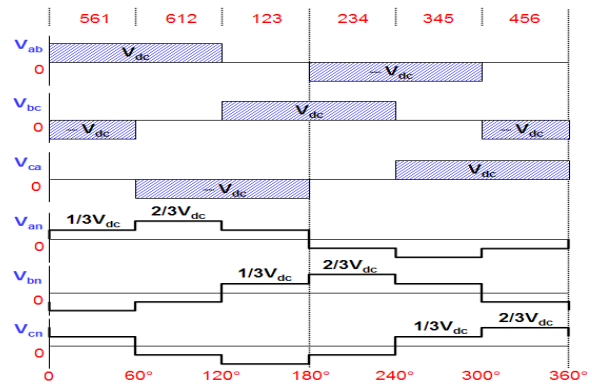 561 612 123 234 345 456
Vab
Vdc
0
-- Vdc
Vbc
Vdc
0
-- Vdc
-- Vdc
Vca
Vdc
0
-- Vdc
Van
1/3Vdc
2/3Vdc
0
Vbn
1/3Vdc
2/3Vdc
0
Vcn
1/3Vdc
2/3Vdc
0
0 60° 120° 180° 240° 300° 360°